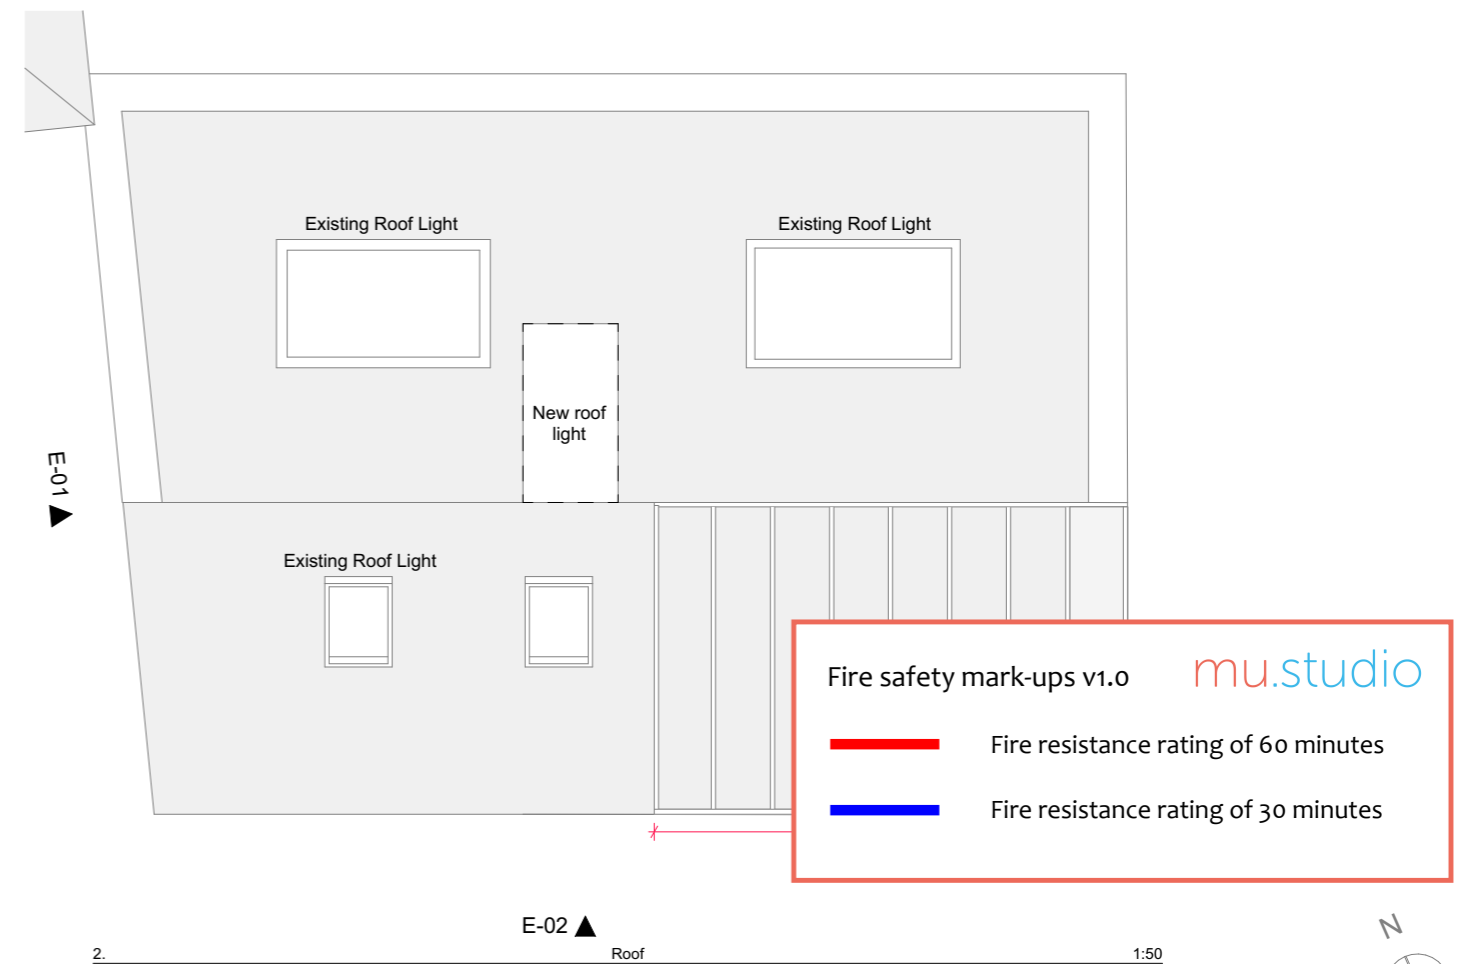 Existing Roof Light
Existing Roof Light
New roof
light
E-01
Existing Roof Light
Fire safety mark-ups v1.0
mu.studio
Fire resistance rating of 60 minutes
Fire resistance rating of 30 minutes
E-02
N
2.
Roof
1:50